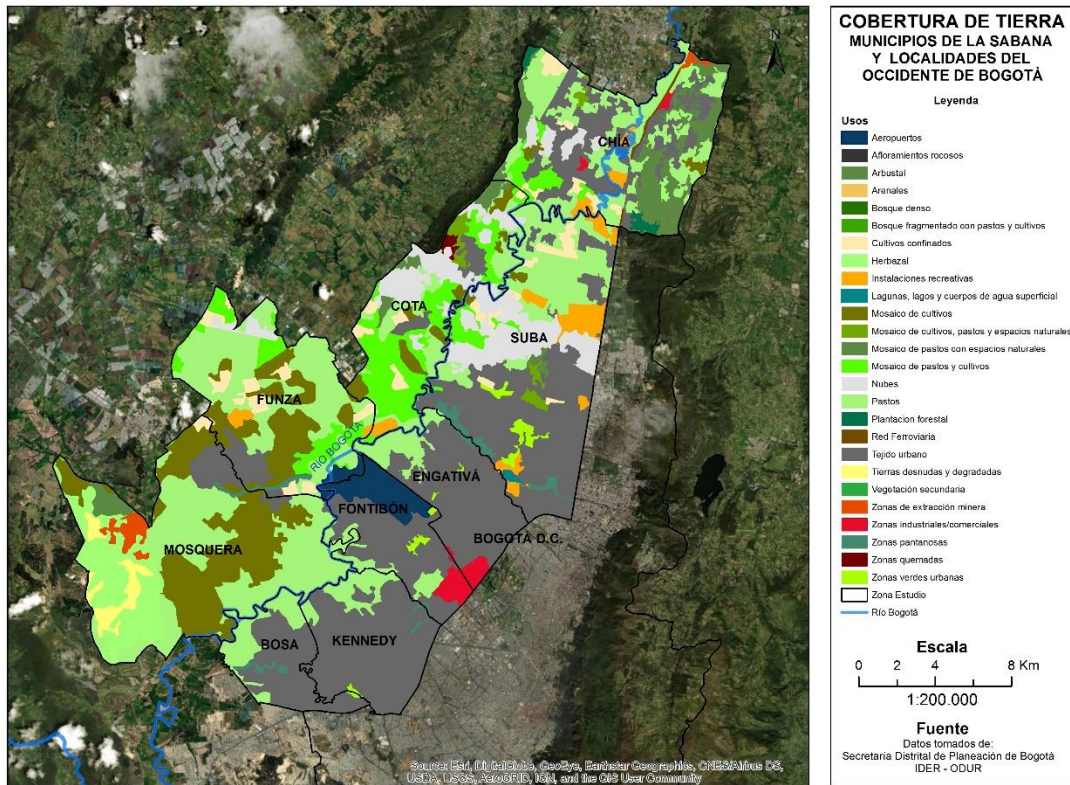 N
CHÍA
COTA
SUBA
FUNZA
RÍO BOGOTÁ
ENGATIVÁ
FONTIBÓN
BOGOTÁ D.C.
MOSQUERA
BOSA
KENNEDY
Source: Esri, DigitalGlobe, GeoEye, Earthstar Geographics, CNES/Airbus DS,
USDA, USGS, AeroGRID, IGN, and the GIS User Community
COBERTURA DE TIERRA
MUNICIPIOS DE LA SABANA
Y LOCALIDADES DEL
OCCIDENTE DE BOGOTÀ
Leyenda
Usos
Aeropuertos
Afloramientos rocosos
Arbustal
Arenales
Bosque denso
Bosque fragmentado con pastos y cultivos
Cultivos confinados
Herbazal
Instalaciones recreativas
Lagunas, lagos y cuerpos de agua superficial
Mosaico de cultivos
Mosaico de cultivos, pastos y espacios naturales
Mosaico de pastos con espacios naturales
Mosaico de pastos y cultivos
Nubes
Pastos
Plantacion forestal
Red Ferroviaria
Tejido urbano
Tierras desnudas y degradadas
Vegetación secundaria
Zonas de extracción minera
Zonas industriales/comerciales
Zonas pantanosas
Zonas quemadas
Zonas verdes urbanas
Zona Estudio
Río Bogotá
Escala
0 2 4 8 Km
1:200.000
Fuente
Datos tomados de:
Secretaría Distrital de Planeación de Bogotá
IDER - ODUR